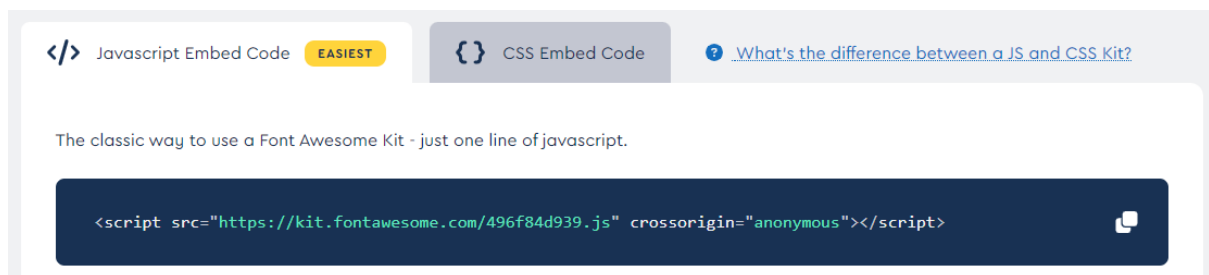 </> Javascript Embed Code EASIEST {} CSS Embed Code ? What's the difference between a JS and CSS Kit?
The classic way to use a Font Awesome Kit - just one line of javascript.
<script src="https://kit.fontawesome.com/496f84d939.js" crossorigin="anonymous"></script>